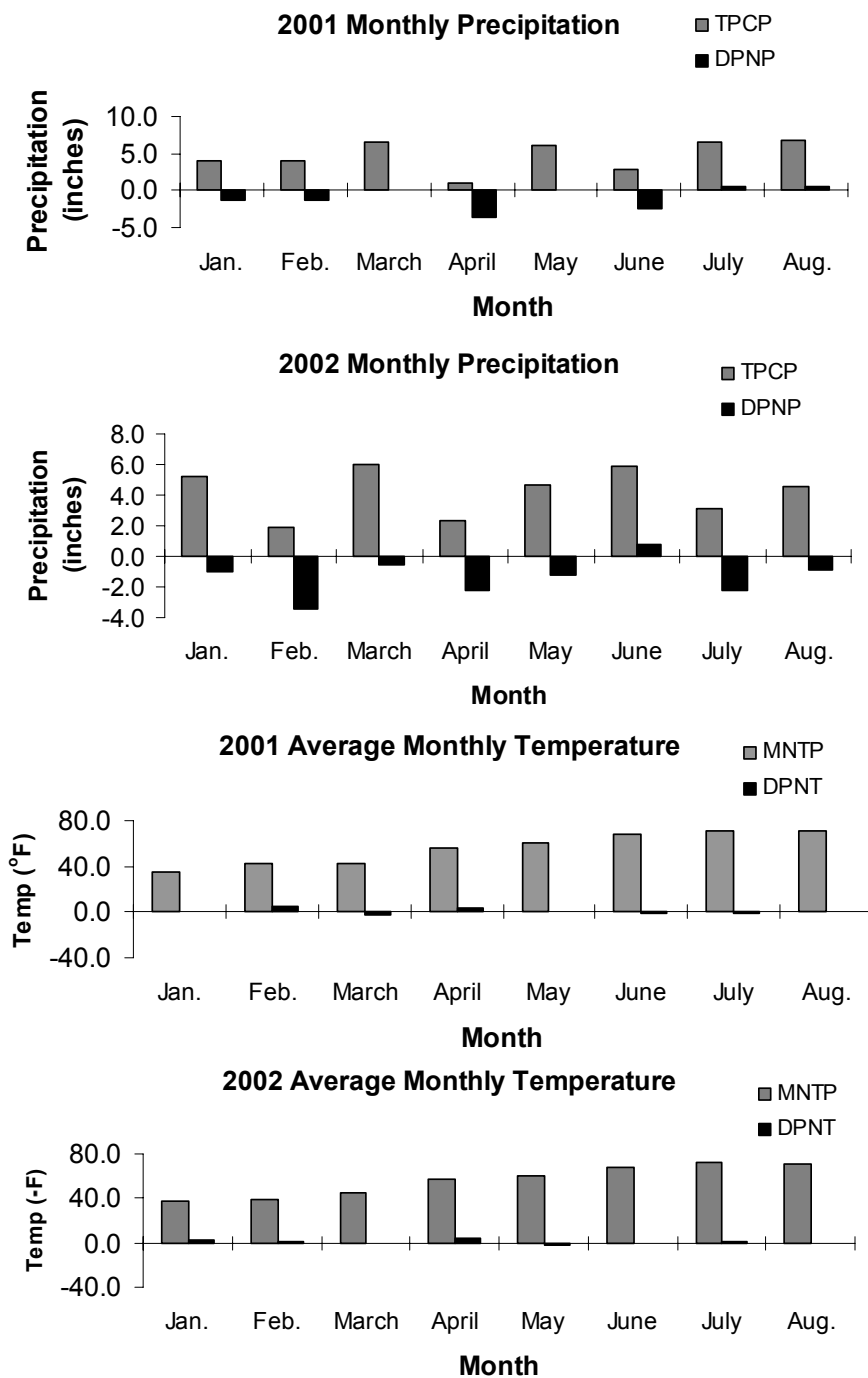 2001 Monthly Precipitation
TPCP
DPNP
Precipitation
(inches)
10.0
5.0
0.0
-5.0
Jan. Feb. March April May June July Aug.
Month
2002 Monthly Precipitation
TPCP
DPNP
Precipitation
(inches)
8.0
6.0
4.0
2.0
0.0
-2.0
-4.0
Jan. Feb. March April May June July Aug.
Month
2001 Average Monthly Temperature
MNTP
DPNT
Temp (°F)
80.0
40.0
0.0
-40.0
Jan. Feb. March April May June July Aug.
Month
2002 Average Monthly Temperature
MNTP
DPNT
Temp (-F)
80.0
40.0
0.0
-40.0
Jan. Feb. March April May June July Aug.
Month